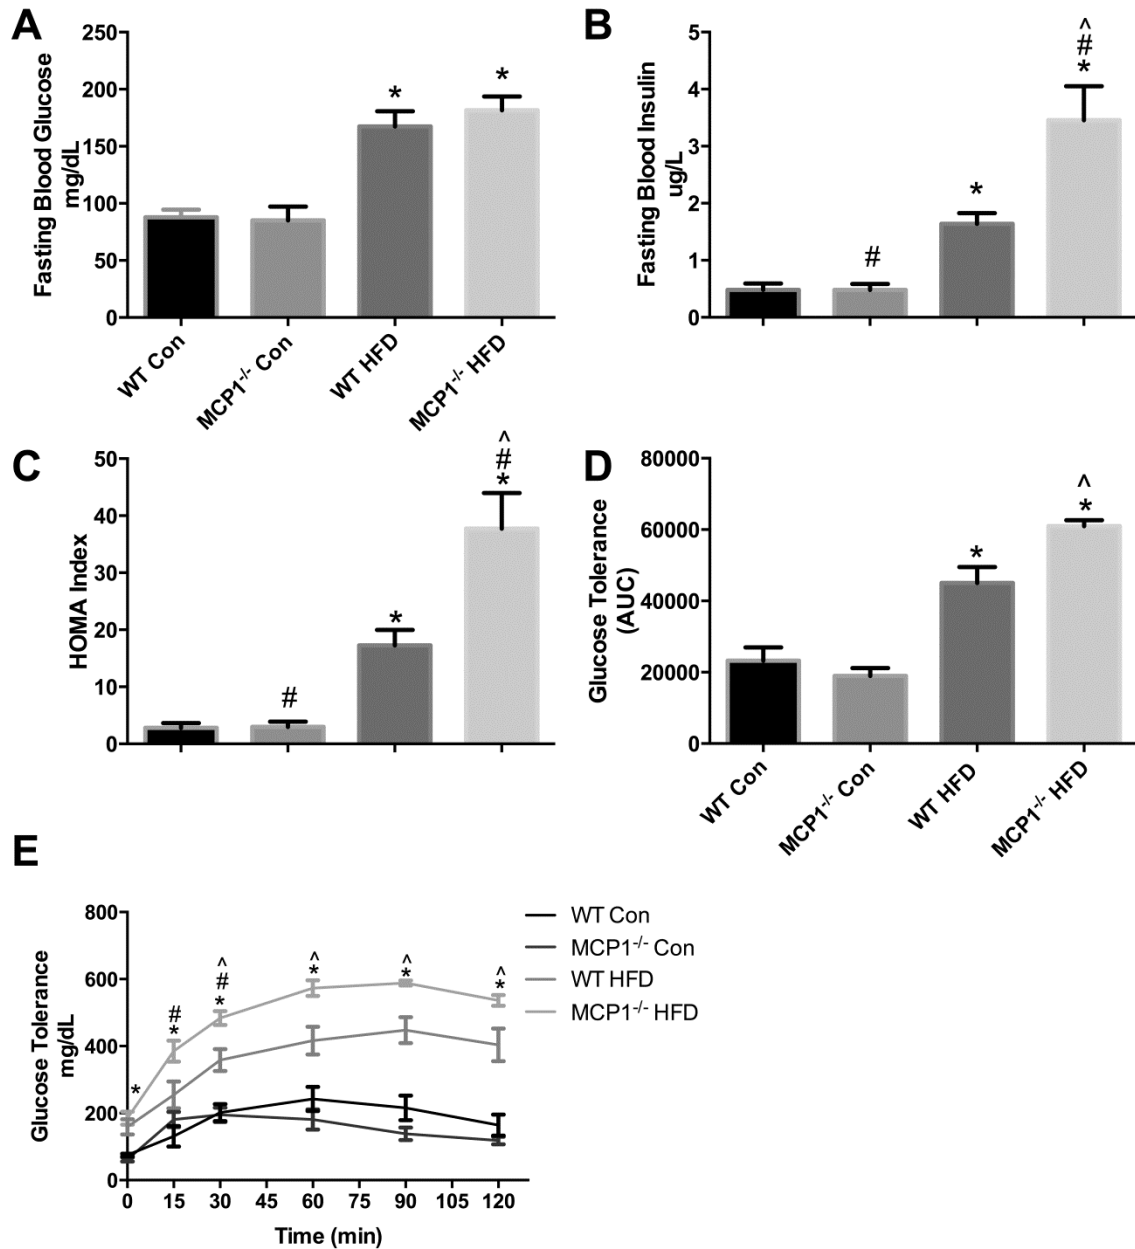 A
Fasting Blood Glucose
mg/dL
250
200
150
100
50
0
*
*
WT Con
MCP1-/- Con
WT HFD
MCP1-/- HFD
B
Fasting Blood Insulin
ug/L
5
4
3
2
1
0
#
*
^
#
*
C
HOMA Index
50
40
30
20
10
0
#
*
^
#
*
D
Glucose Tolerance
(AUC)
80000
60000
40000
20000
0
*
^
*
WT Con
MCP1-/- Con
WT HFD
MCP1-/- HFD
E
Glucose Tolerance
mg/dL
800
600
400
200
0
*
#
*
^
#
*
^
*
^
*
^
*
0 15 30 45 60 75 90 105 120
Time (min)
WT Con
MCP1-/- Con
WT HFD
MCP1-/- HFD